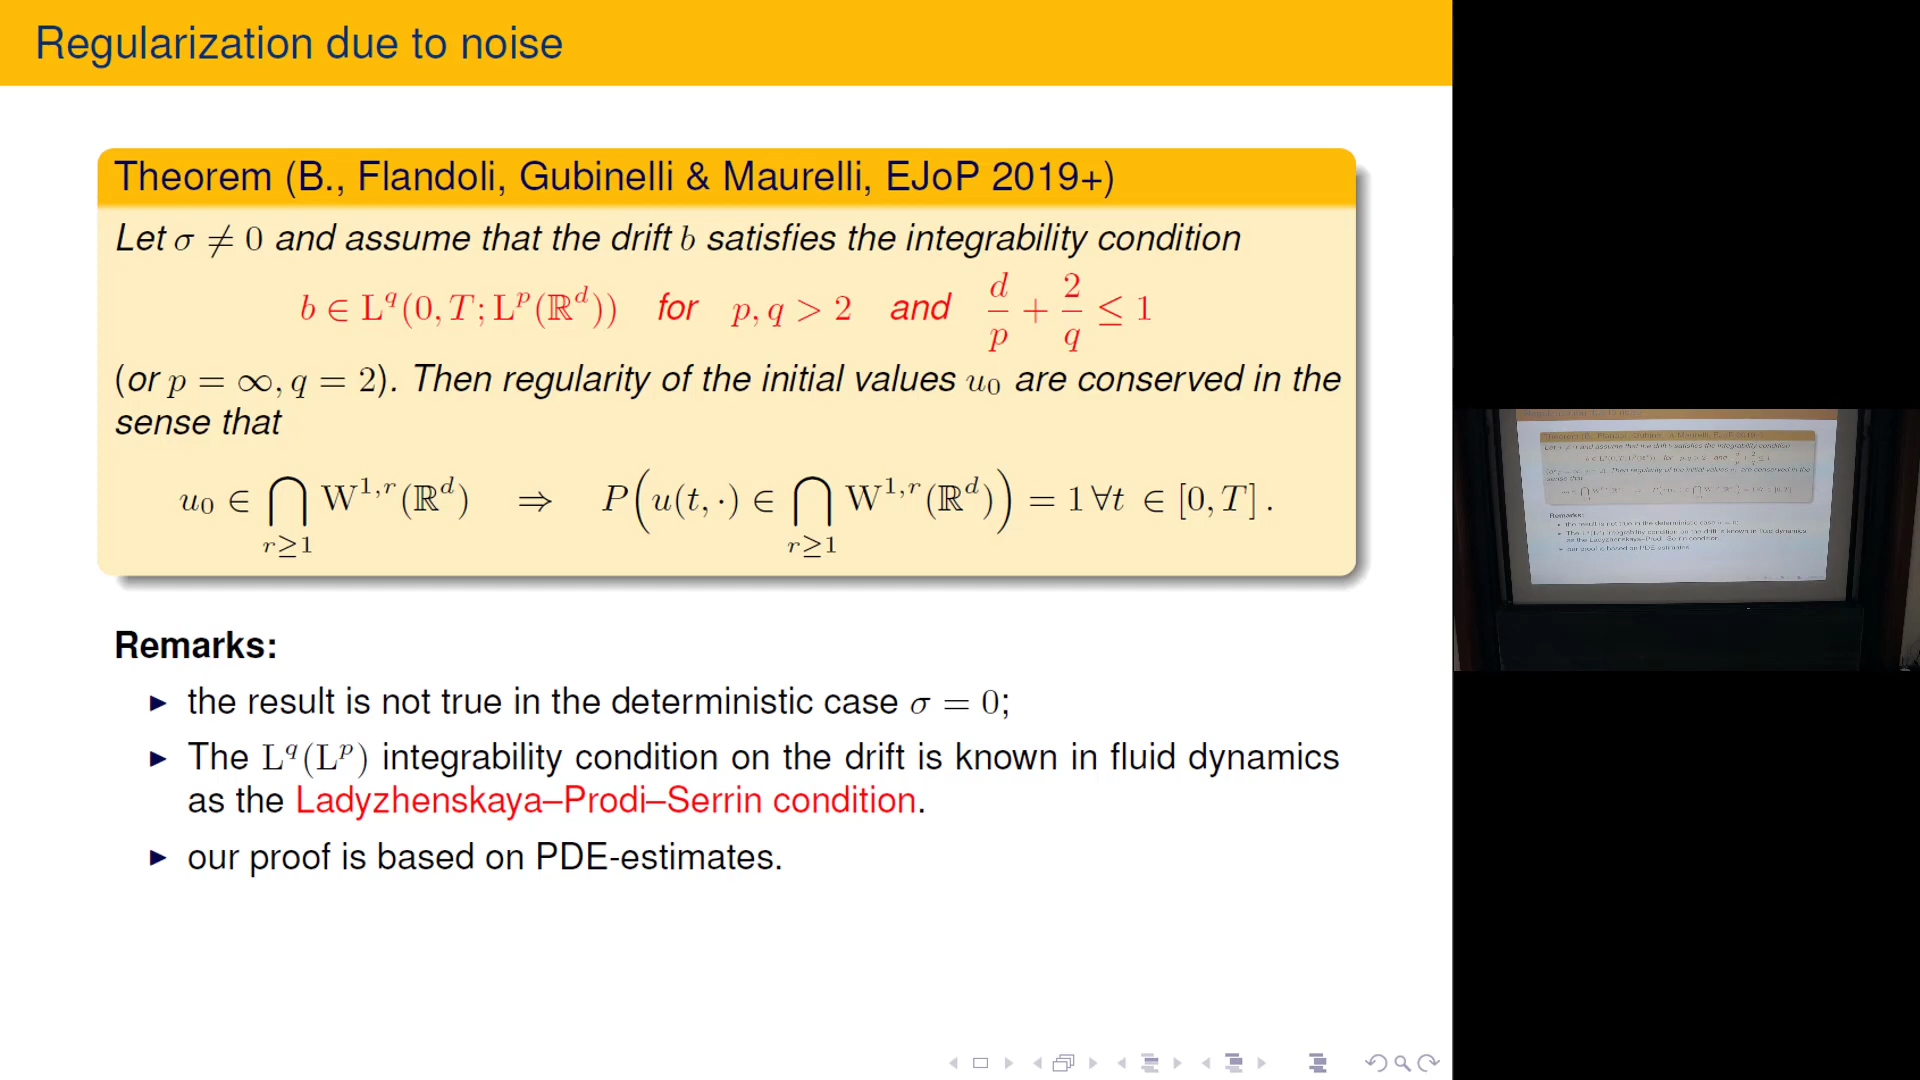 Regularization due to noise
Theorem (B., Flandoli, Gubinelli & Maurelli, EJoP 2019+)
Let σ ≠ 0 and assume that the drift b satisfies the integrability condition
b ∈ L^q(0, T; L^p(ℝ^d)) for p, q > 2 and d/p + 2/q ≤ 1
(or p = ∞, q = 2). Then regularity of the initial values u₀ are conserved in the
sense that
u₀ ∈ ⋂_{r≥1} W^{1,r}(ℝ^d) ⇒ P(u(t, ·) ∈ ⋂_{r≥1} W^{1,r}(ℝ^d)) = 1 ∀t ∈ [0, T] .
Remarks:
▶ the result is not true in the deterministic case σ = 0;
▶ The L^q(L^p) integrability condition on the drift is known in fluid dynamics
as the Ladyzhenskaya–Prodi–Serrin condition.
▶ our proof is based on PDE-estimates.